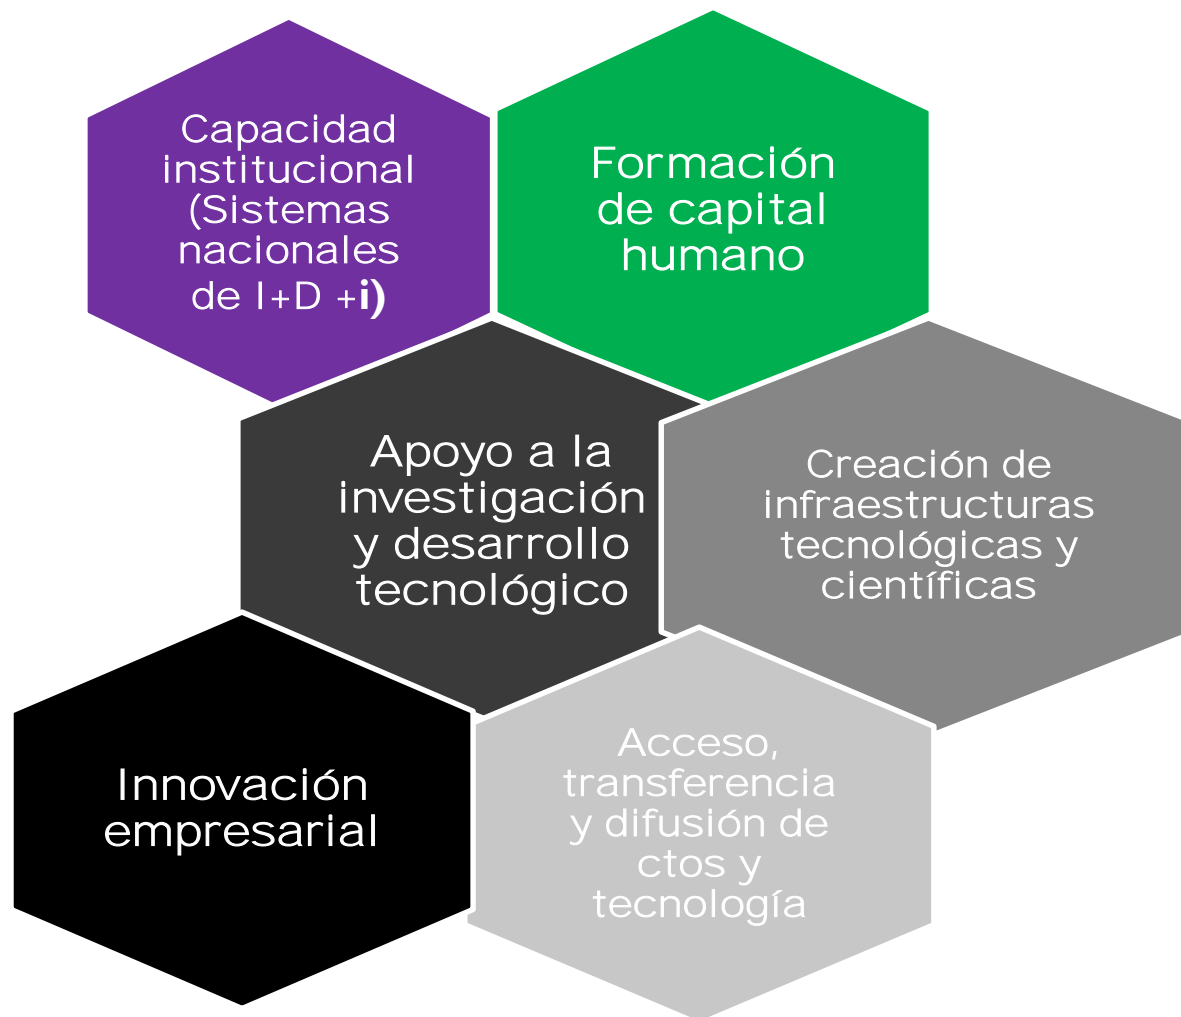 Capacidad
institucional
(Sistemas
nacionales
de I+D +i)
Formación
de capital
humano
Apoyo a la
investigación
y desarrollo
tecnológico
Creación de
infraestructuras
tecnológicas y
científicas
Innovación
empresarial
Acceso,
transferencia
y difusión de
ctos y
tecnología